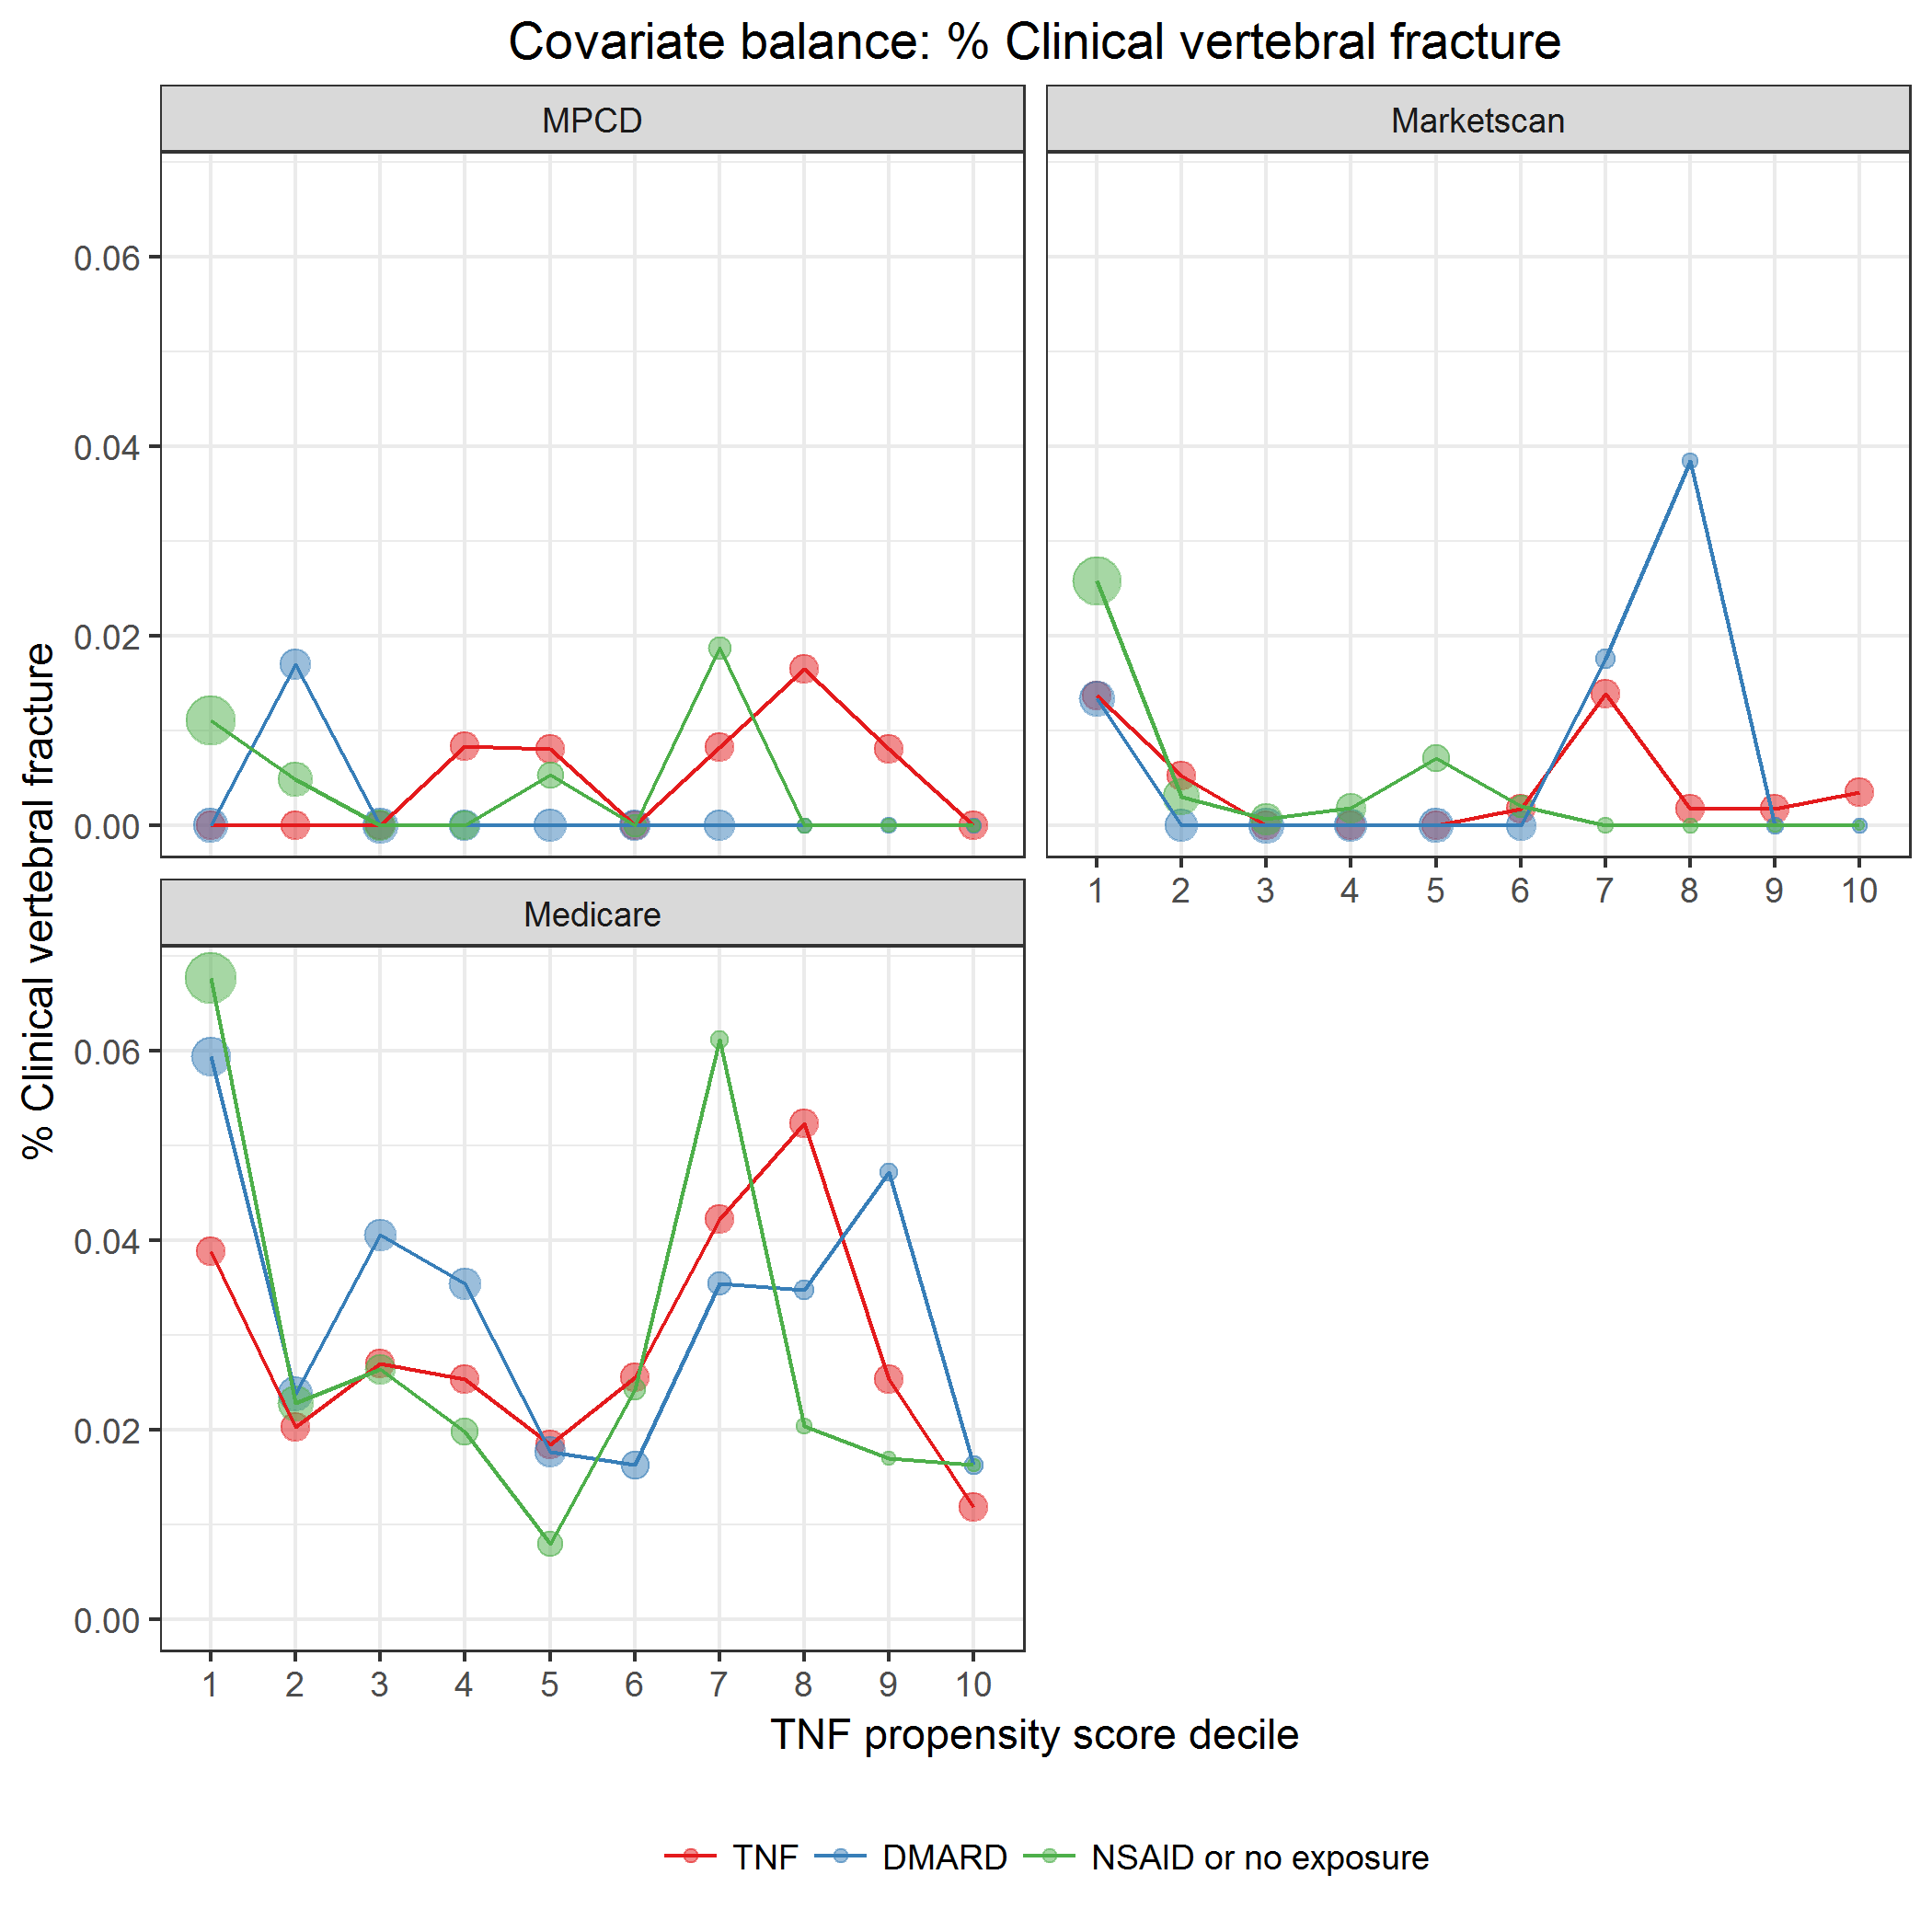 Covariate balance: % Clinical vertebral fracture
MPCD
Marketscan
% Clinical vertebral fracture
0.06
0.04
0.02
0.00
1 2 3 4 5 6 7 8 9 10
Medicare
0.06
0.04
0.02
0.00
1 2 3 4 5 6 7 8 9 10
TNF propensity score decile
TNF DMARD NSAID or no exposure